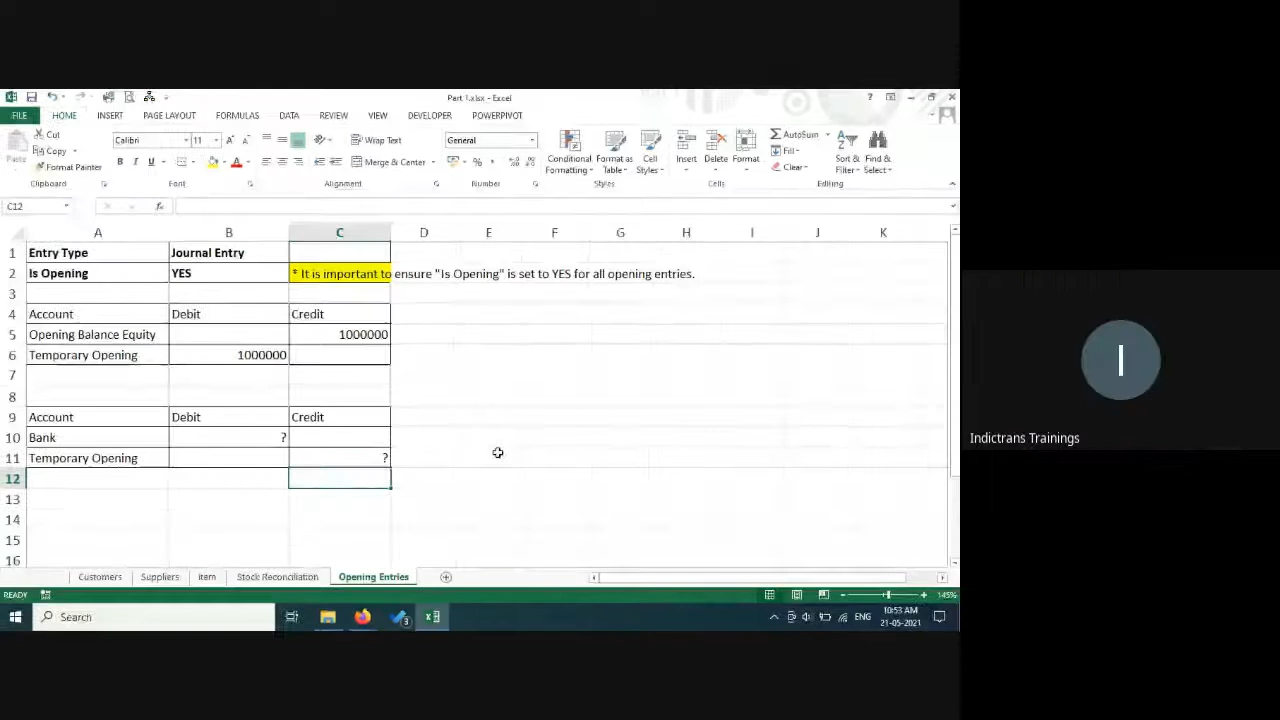 Part 1.xlsx - Excel
FILE HOME INSERT PAGE LAYOUT FORMULAS DATA REVIEW VIEW DEVELOPER POWERPIVOT
Paste
Cut
Copy
Format Painter
Clipboard
Calibri 11
B I U
Font
Wrap Text
Merge & Center
Alignment
General
Number
Conditional Formatting
Format as Table
Cell Styles
Styles
Insert Delete Format
Cells
AutoSum
Fill
Clear
Sort & Filter
Find & Select
Editing
C12
fx
A B C D E F G H I J K
1 Entry Type Journal Entry
2 Is Opening YES * It is important to ensure "Is Opening" is set to YES for all opening entries.
3
4 Account Debit Credit
5 Opening Balance Equity 1000000
6 Temporary Opening 1000000
7
8
9 Account Debit Credit
10 Bank ?
11 Temporary Opening ?
12
13
14
15
16
Customers Suppliers Item Stock Reconciliation Opening Entries
READY
145%
Search
3
ENG
10:53 AM
21-05-2021
I
Indictrans Trainings